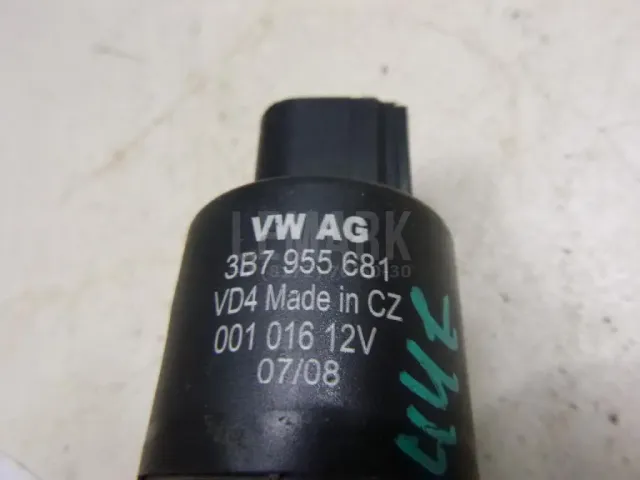 VW AG
3B7 955 681
VD4 Made in CZ
001 016 12V
07/08